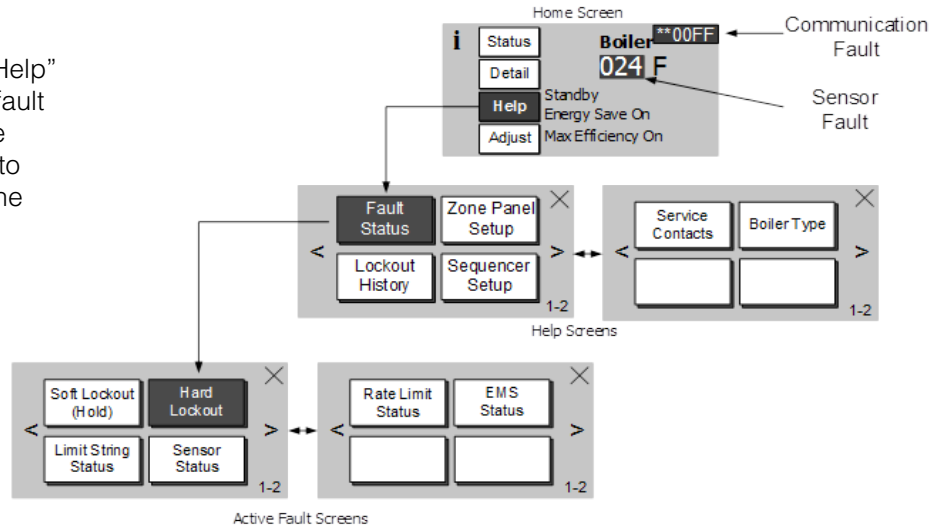 Home Screen
i
Status
Detail
Help
Adjust
Boiler
**00FF
024 F
Standby
Energy Save On
Max Efficiency On
Communication
Fault
Sensor
Fault
Help"
fault
to
Fault
Status
Zone Panel
Setup
Lockout
History
Sequencer
Setup
<
>
1-2
Service
Contacts
Boiler Type
<
>
1-2
Help Screens
Soft Lockout
(Hold)
Hard
Lockout
Limit String
Status
Sensor
Status
<
>
1-2
Rate Limit
Status
EMS
Status
<
>
1-2
Active Fault Screens